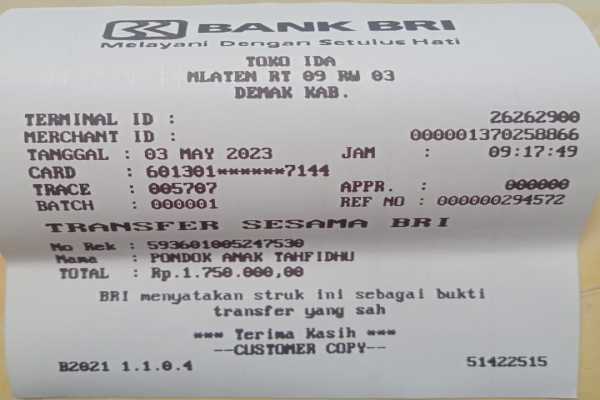 BANK BRI
Melayani Dengan Setulus Hati
TOKO IDA
MLATEN RT 09 RW 03
DEMAK KAB.
TERMINAL ID : 26262900
MERCHANT ID : 000001370258866
TANGGAL : 03 MAY 2023 JAM : 09:17:49
CARD : 601301******7144
TRACE : 005707 APPR. : 000000
BATCH : 000001 REF NO : 000000294572
TRANSFER SESAMA BRI
No Rek : 593601005247530
Nama : PONDOK ANAK TAHFIDHU
TOTAL : Rp.1.750.000,00
BRI menyatakan struk ini sebagai bukti
transfer yang sah
*** Terima Kasih ***
--CUSTOMER COPY--
B2021 1.1.0.4 51422515